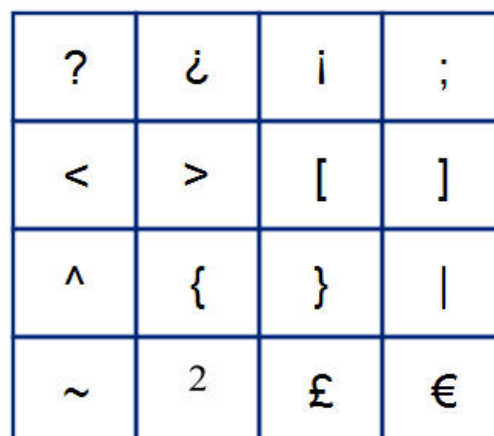 ? ¿ ¡ ;
< > [ ]
^ { } |
~ ² £ €